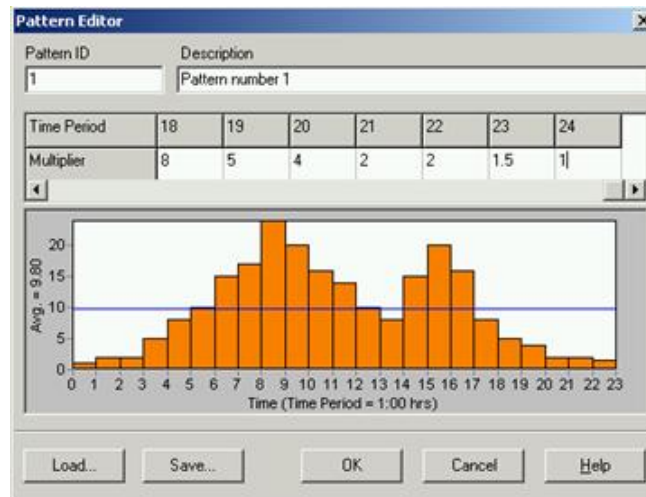 Pattern Editor
Pattern ID Description
1 Pattern number 1
Time Period 18 19 20 21 22 23 24
Multiplier 8 5 4 2 2 1.5 1
20
15
10
5
0
Avg. = 9.80
0 1 2 3 4 5 6 7 8 9 10 11 12 13 14 15 16 17 18 19 20 21 22 23
Time (Time Period = 1:00 hrs)
Load... Save... OK Cancel Help